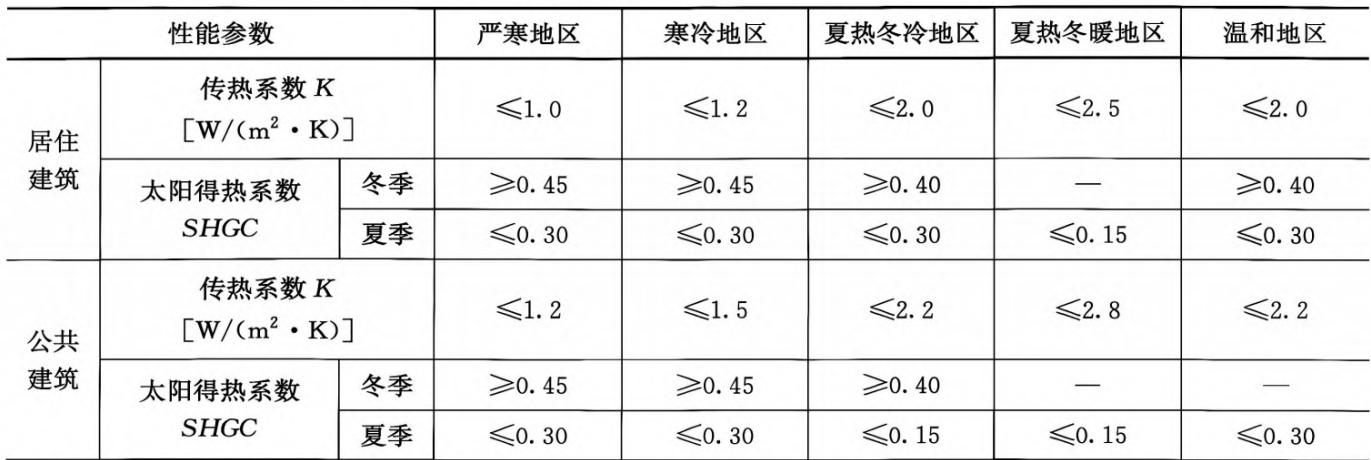 性能参数 严寒地区 寒冷地区 夏热冬冷地区 夏热冬暖地区 温和地区
居住建筑 传热系数 K [W/(m²·K)] ≤1.0 ≤1.2 ≤2.0 ≤2.5 ≤2.0
太阳得热系数 SHGC 冬季 ≥0.45 ≥0.45 ≥0.40 — ≥0.40
夏季 ≤0.30 ≤0.30 ≤0.30 ≤0.15 ≤0.30
公共建筑 传热系数 K [W/(m²·K)] ≤1.2 ≤1.5 ≤2.2 ≤2.8 ≤2.2
太阳得热系数 SHGC 冬季 ≥0.45 ≥0.45 ≥0.40 — —
夏季 ≤0.30 ≤0.30 ≤0.15 ≤0.15 ≤0.30